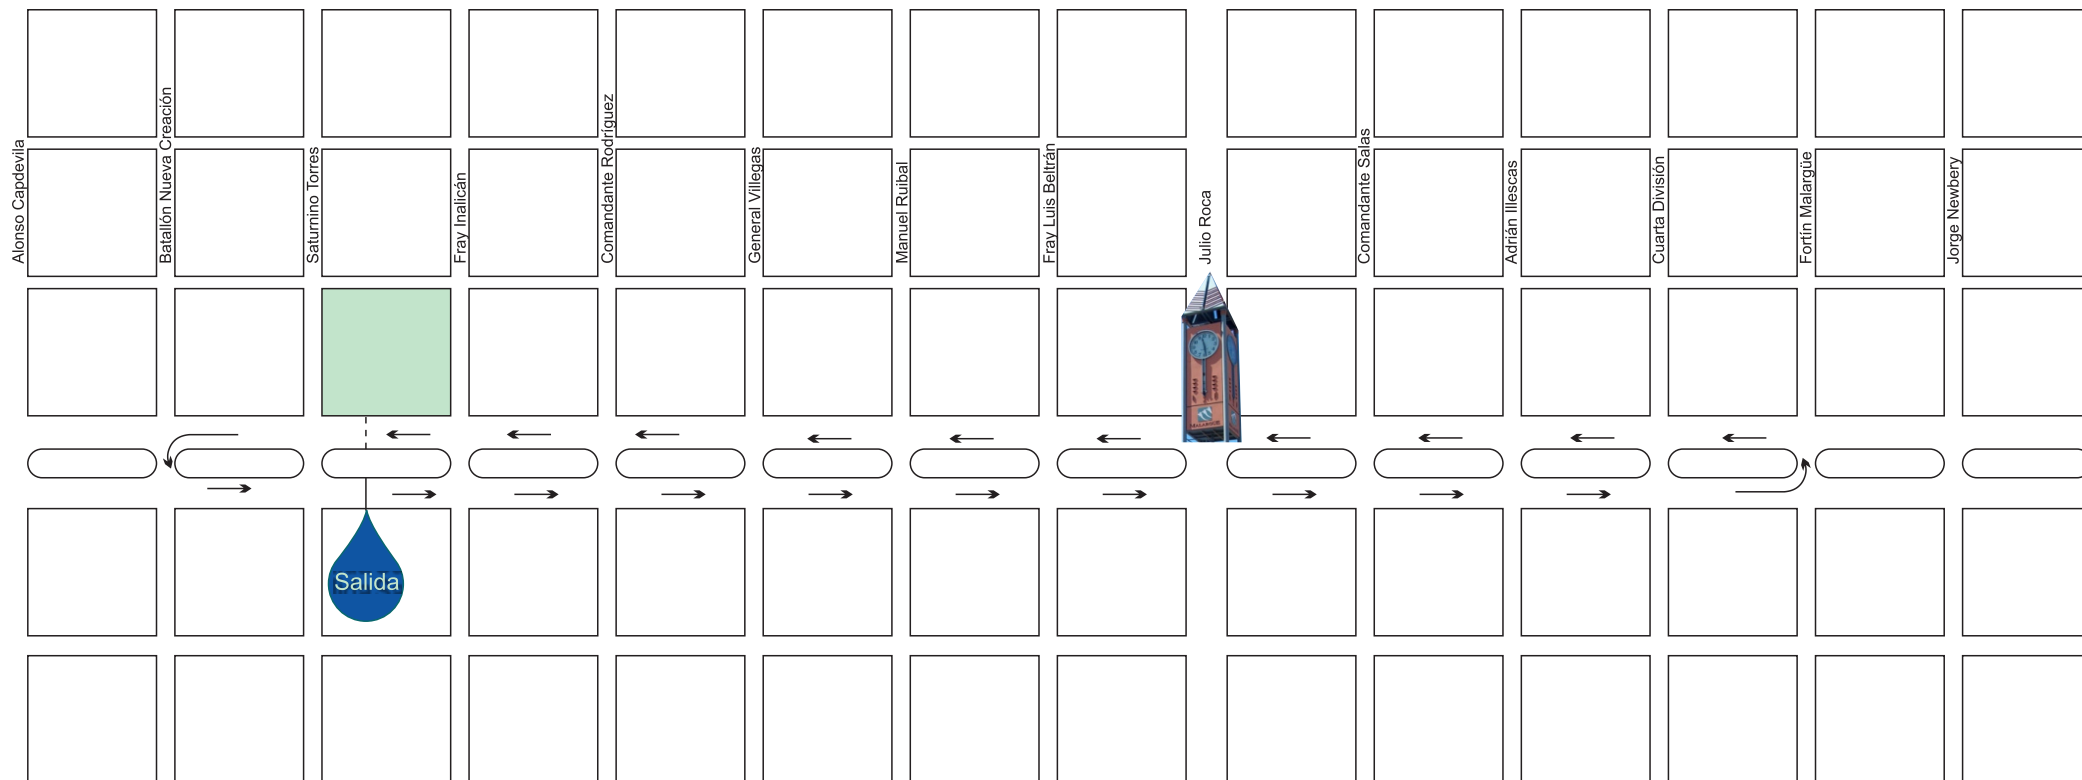 Alonso Capdevila
Batallón Nueva Creación
Saturnino Torres
Fray Inalicán
Comandante Rodríguez
General Villegas
Manuel Ruibal
Fray Luis Beltrán
Julio Roca
Comandante Salas
Adrián Illescas
Cuarta División
Fortín Malargüe
Jorge Newbery
Salida